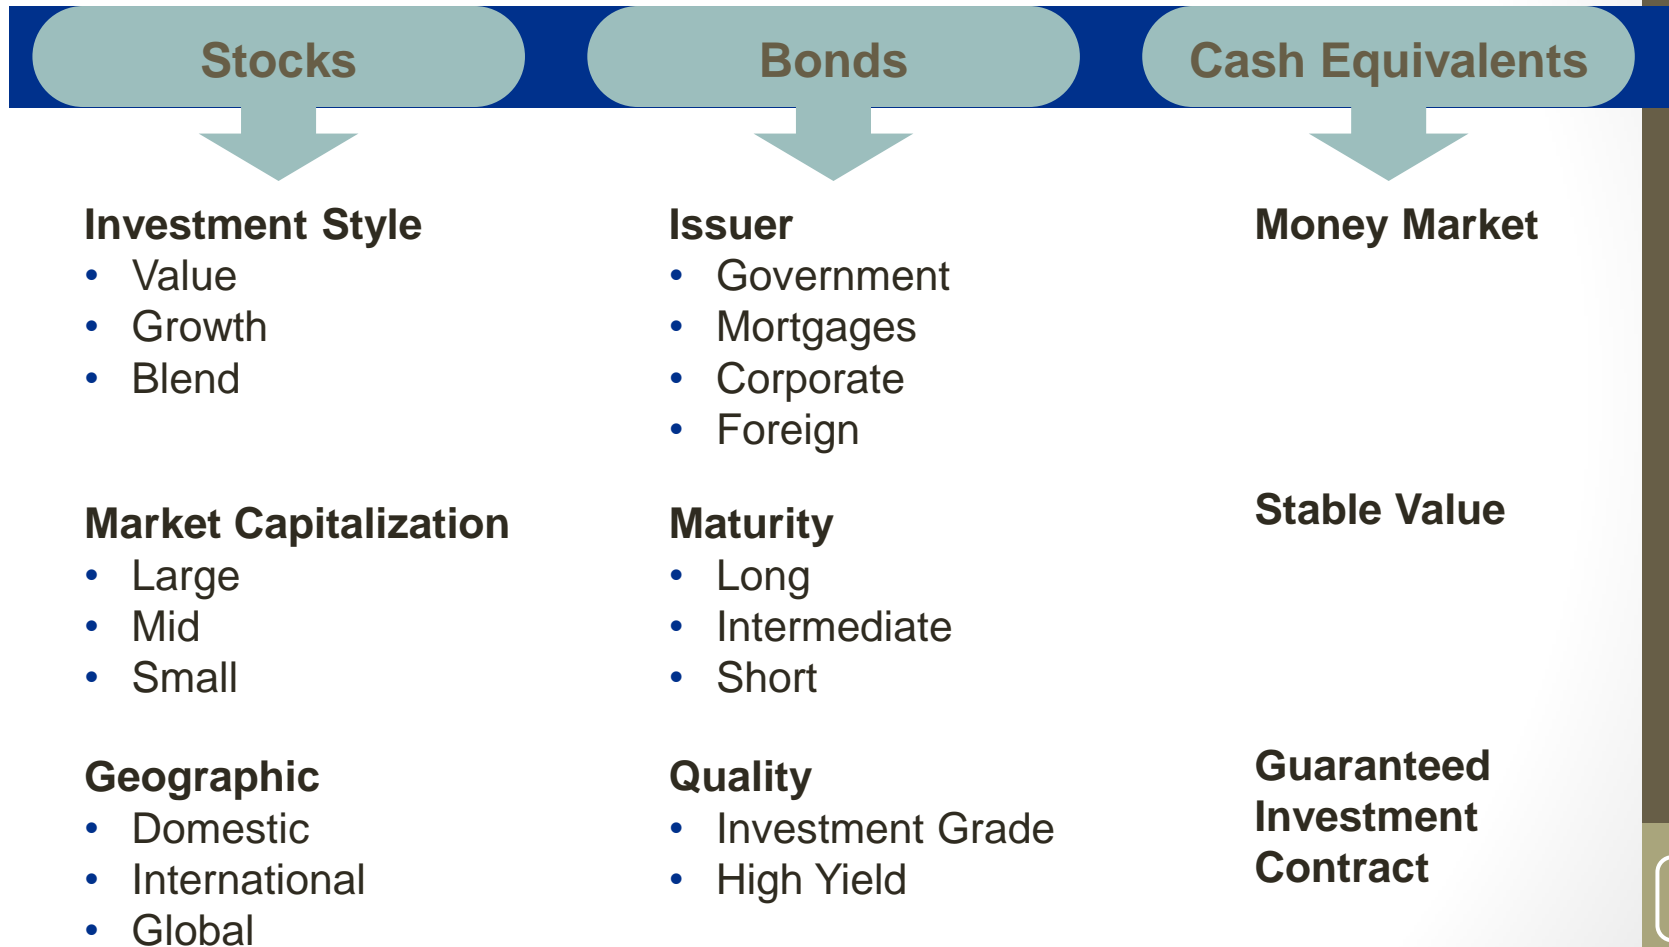 Stocks
Bonds
Cash Equivalents
Investment Style
• Value
• Growth
• Blend
Market Capitalization
• Large
• Mid
• Small
Geographic
• Domestic
• International
• Global
Issuer
• Government
• Mortgages
• Corporate
• Foreign
Maturity
• Long
• Intermediate
• Short
Quality
• Investment Grade
• High Yield
Money Market
Stable Value
Guaranteed
Investment
Contract